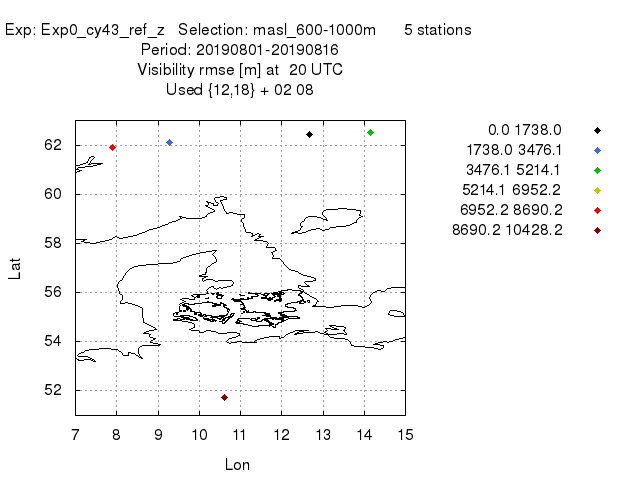 Exp: Exp0_cy43_ref_z   Selection: masl_600-1000m      5 stations
Period: 20190801-20190816
Visibility rmse [m] at  20 UTC
Used {12,18} + 02 08
0.0 1738.0
1738.0 3476.1
3476.1 5214.1
5214.1 6952.2
6952.2 8690.2
8690.2 10428.2
62
60
58
56
54
52
Lat
7 8 9 10 11 12 13 14 15
Lon